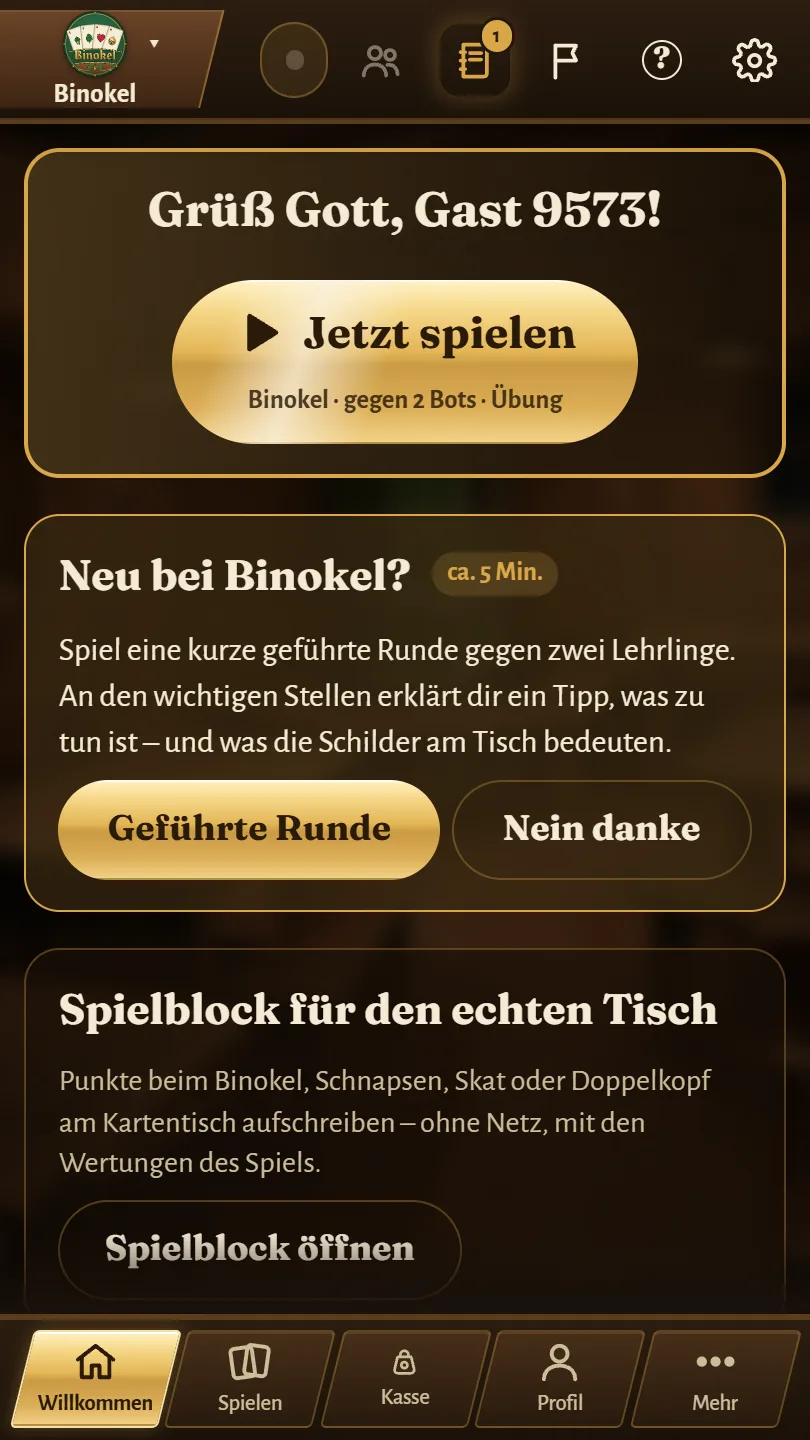 Binokel
Binokel
1
?
Grüß Gott, Gast 9573!
Jetzt spielen
Binokel · gegen 2 Bots · Übung
Neu bei Binokel?
ca. 5 Min.
Spiel eine kurze geführte Runde gegen zwei Lehrlinge.
An den wichtigen Stellen erklärt dir ein Tipp, was zu
tun ist – und was die Schilder am Tisch bedeuten.
Geführte Runde
Nein danke
Spielblock für den echten Tisch
Punkte beim Binokel, Schnapsen, Skat oder Doppelkopf
am Kartentisch aufschreiben – ohne Netz, mit den
Wertungen des Spiels.
Spielblock öffnen
Willkommen
Spielen
Kasse
Profil
Mehr